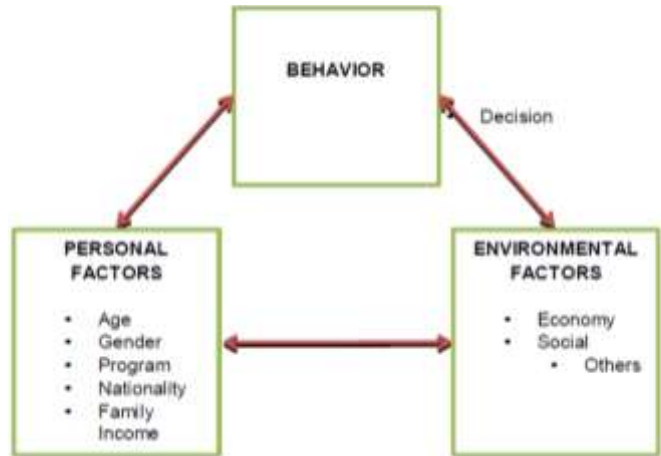 BEHAVIOR
• Decision
PERSONAL
FACTORS
• Age
• Gender
• Program
• Nationality
• Family
Income
ENVIRONMENTAL
FACTORS
• Economy
• Social
• Others